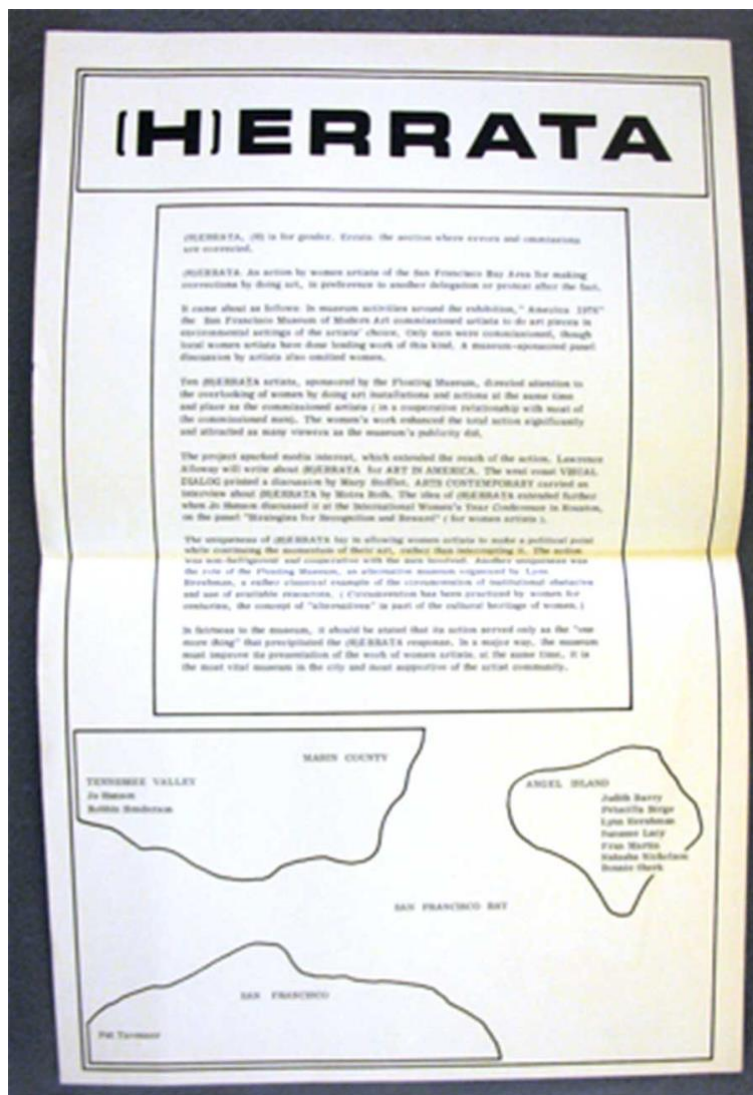 (H)ERRATA
(H)ERRATA, (H) is for gender. Errata: the section where errors and ommissions
are corrected.
(H)ERRATA An action by women artists of the San Francisco Bay Area for making
corrections by doing art, in preference to another delegation or protest after the fact.
It came about as follows: In museum activities around the exhibition, " America 1976"
the San Francisco Museum of Modern Art commissioned artists to do art pieces in
environmental settings of the artists' choice. Only men were commissioned, though
local women artists have done leading work of this kind. A museum-sponsored panel
discussion by artists also omitted women.
Ten (H)ERRATA artists, sponsored by the Floating Museum, directed attention to
the overlooking of women by doing art installations and actions at the same time
and place as the commissioned artists ( in a cooperative relationship with most of
the commissioned men). The women's work enhanced the total action significantly
and attracted as many viewers as the museum's publicity did.
The project sparked media interest, which extended the reach of the action. Lawrence
Alloway will write about (H)ERRATA for ART IN AMERICA. The west coast VISUAL
DIALOG printed a discussion by Mary Stofflet. ARTS CONTEMPORARY carried an
interview about (H)ERRATA by Moira Roth. The idea of (H)ERRATA extended further
when Jo Hanson discussed it at the International Women's Year Conference in Houston,
on the panel "Strategies for Recognition and Reward" ( for women artists ).
The uniqueness of (H)ERRATA lay in allowing women artists to make a political point
while continuing the momentum of their art, rather than interrupting it. The action
was non-belligerent and cooperative with the men involved. Another uniqueness was
the role of the Floating Museum, an alternative museum organized by Lynn
Hershman, a rather classical example of the circumvention of institutional obstacles
and use of available resources. ( Circumvention has been practiced by women for
centuries, the concept of "alternatives" is part of the cultural heritage of women.)
In fairness to the museum, it should be stated that its action served only as the "one
more thing" that precipitated the (H)ERRATA response. In a major way, the museum
must improve its presentation of the work of women artists. at the same time, it is
the most vital museum in the city and most supportive of the artist community.
MARIN COUNTY
TENNESSEE VALLEY
Jo Hanson
Robbin Henderson
ANGEL ISLAND
Judith Barry
Priscilla Birge
Lynn Hershman
Suzanne Lacy
Fran Martin
Natasha Nicholson
Bonnie Sherk
SAN FRANCISCO BAY
SAN FRANCISCO
Pat Tavenner